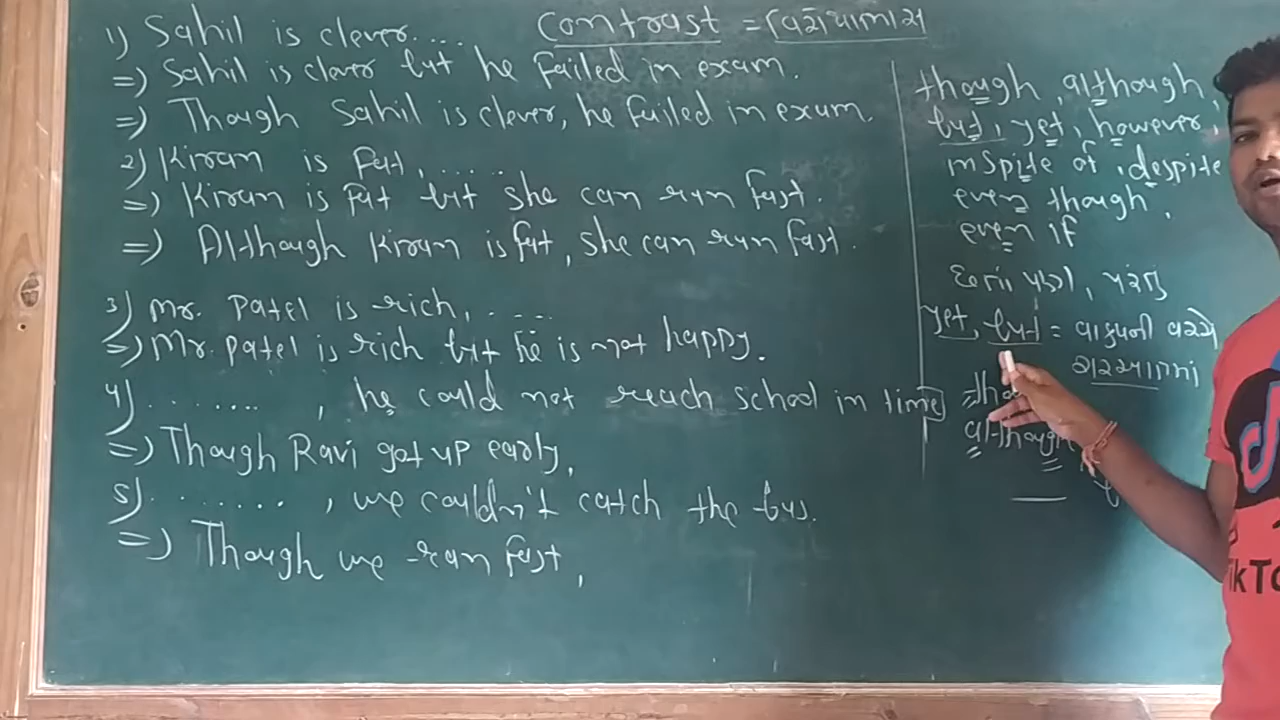 Contrast = વિરોધાભાસ
1) Sahil is clever....
=) Sahil is clever but he failed in exam.
=) Though Sahil is clever, he failed in exam.
2) Kiran is fat, .....
=) Kiran is fat but she can run fast.
=) Although Kiran is fat, she can run fast.
3) Mr. Patel is rich, ....
=) Mr. Patel is rich but he is not happy.
4) ......., he could not reach school in time
=) Though Ravi got up early,
5) ......., we couldn't catch the bus.
=) Though we ran fast,
though, although,
but, yet, however,
inspite of, despite
even though,
even if
છતાં પણ, પરંતુ
yet, but = વાક્યની વચ્ચે
although
TikTo